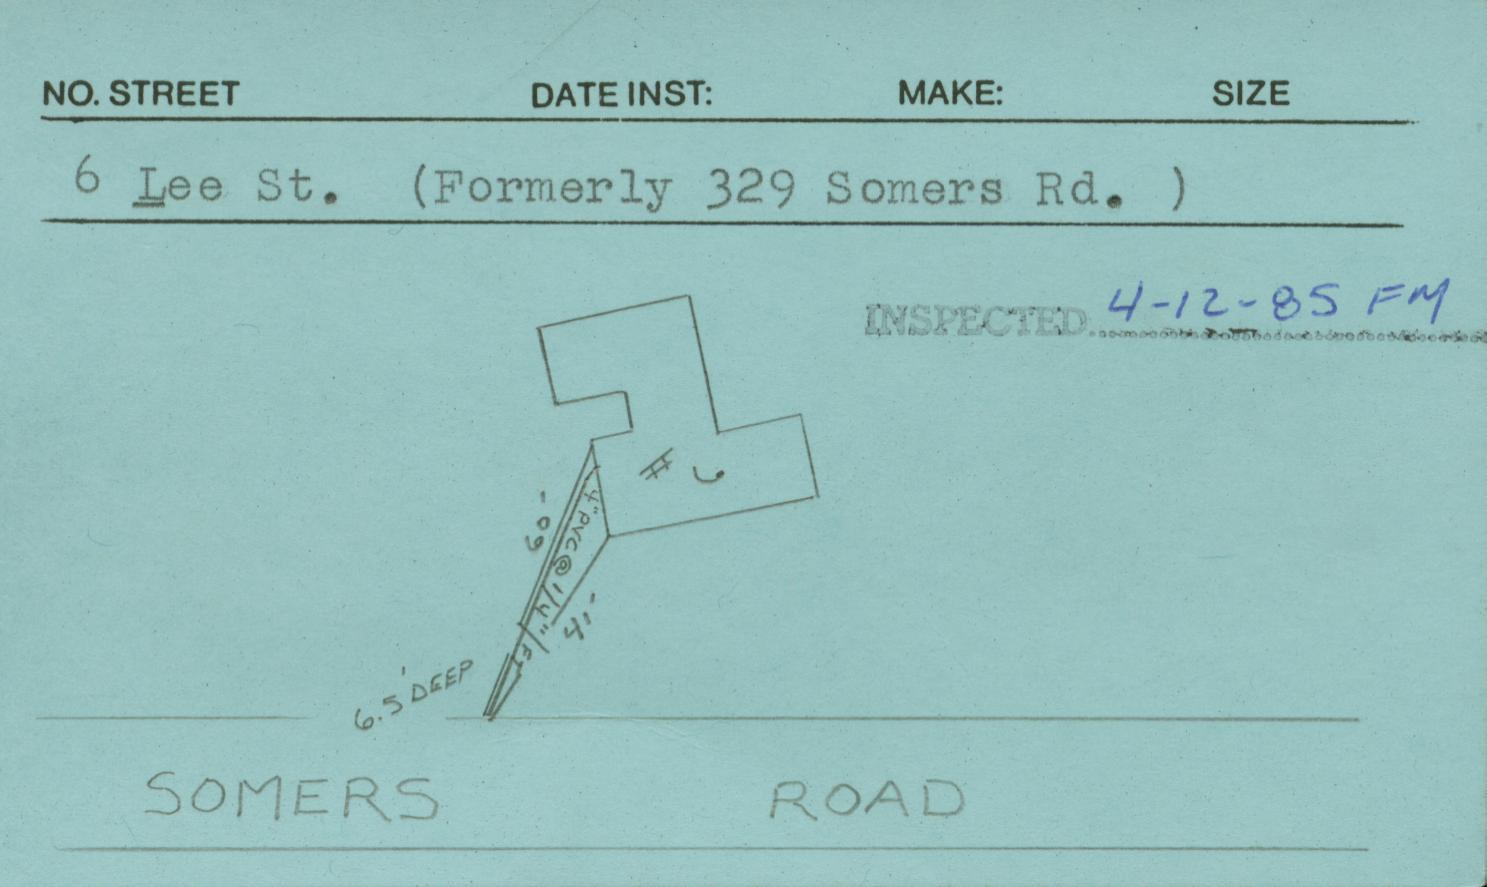 NO. STREET DATE INST: MAKE: SIZE
6 Lee St. (Formerly 329 Somers Rd. )
INSPECTED 4-12-85 FM
# 6
60'
4" PVC @ 1/4"/FT
41'
6.5' DEEP
SOMERS ROAD